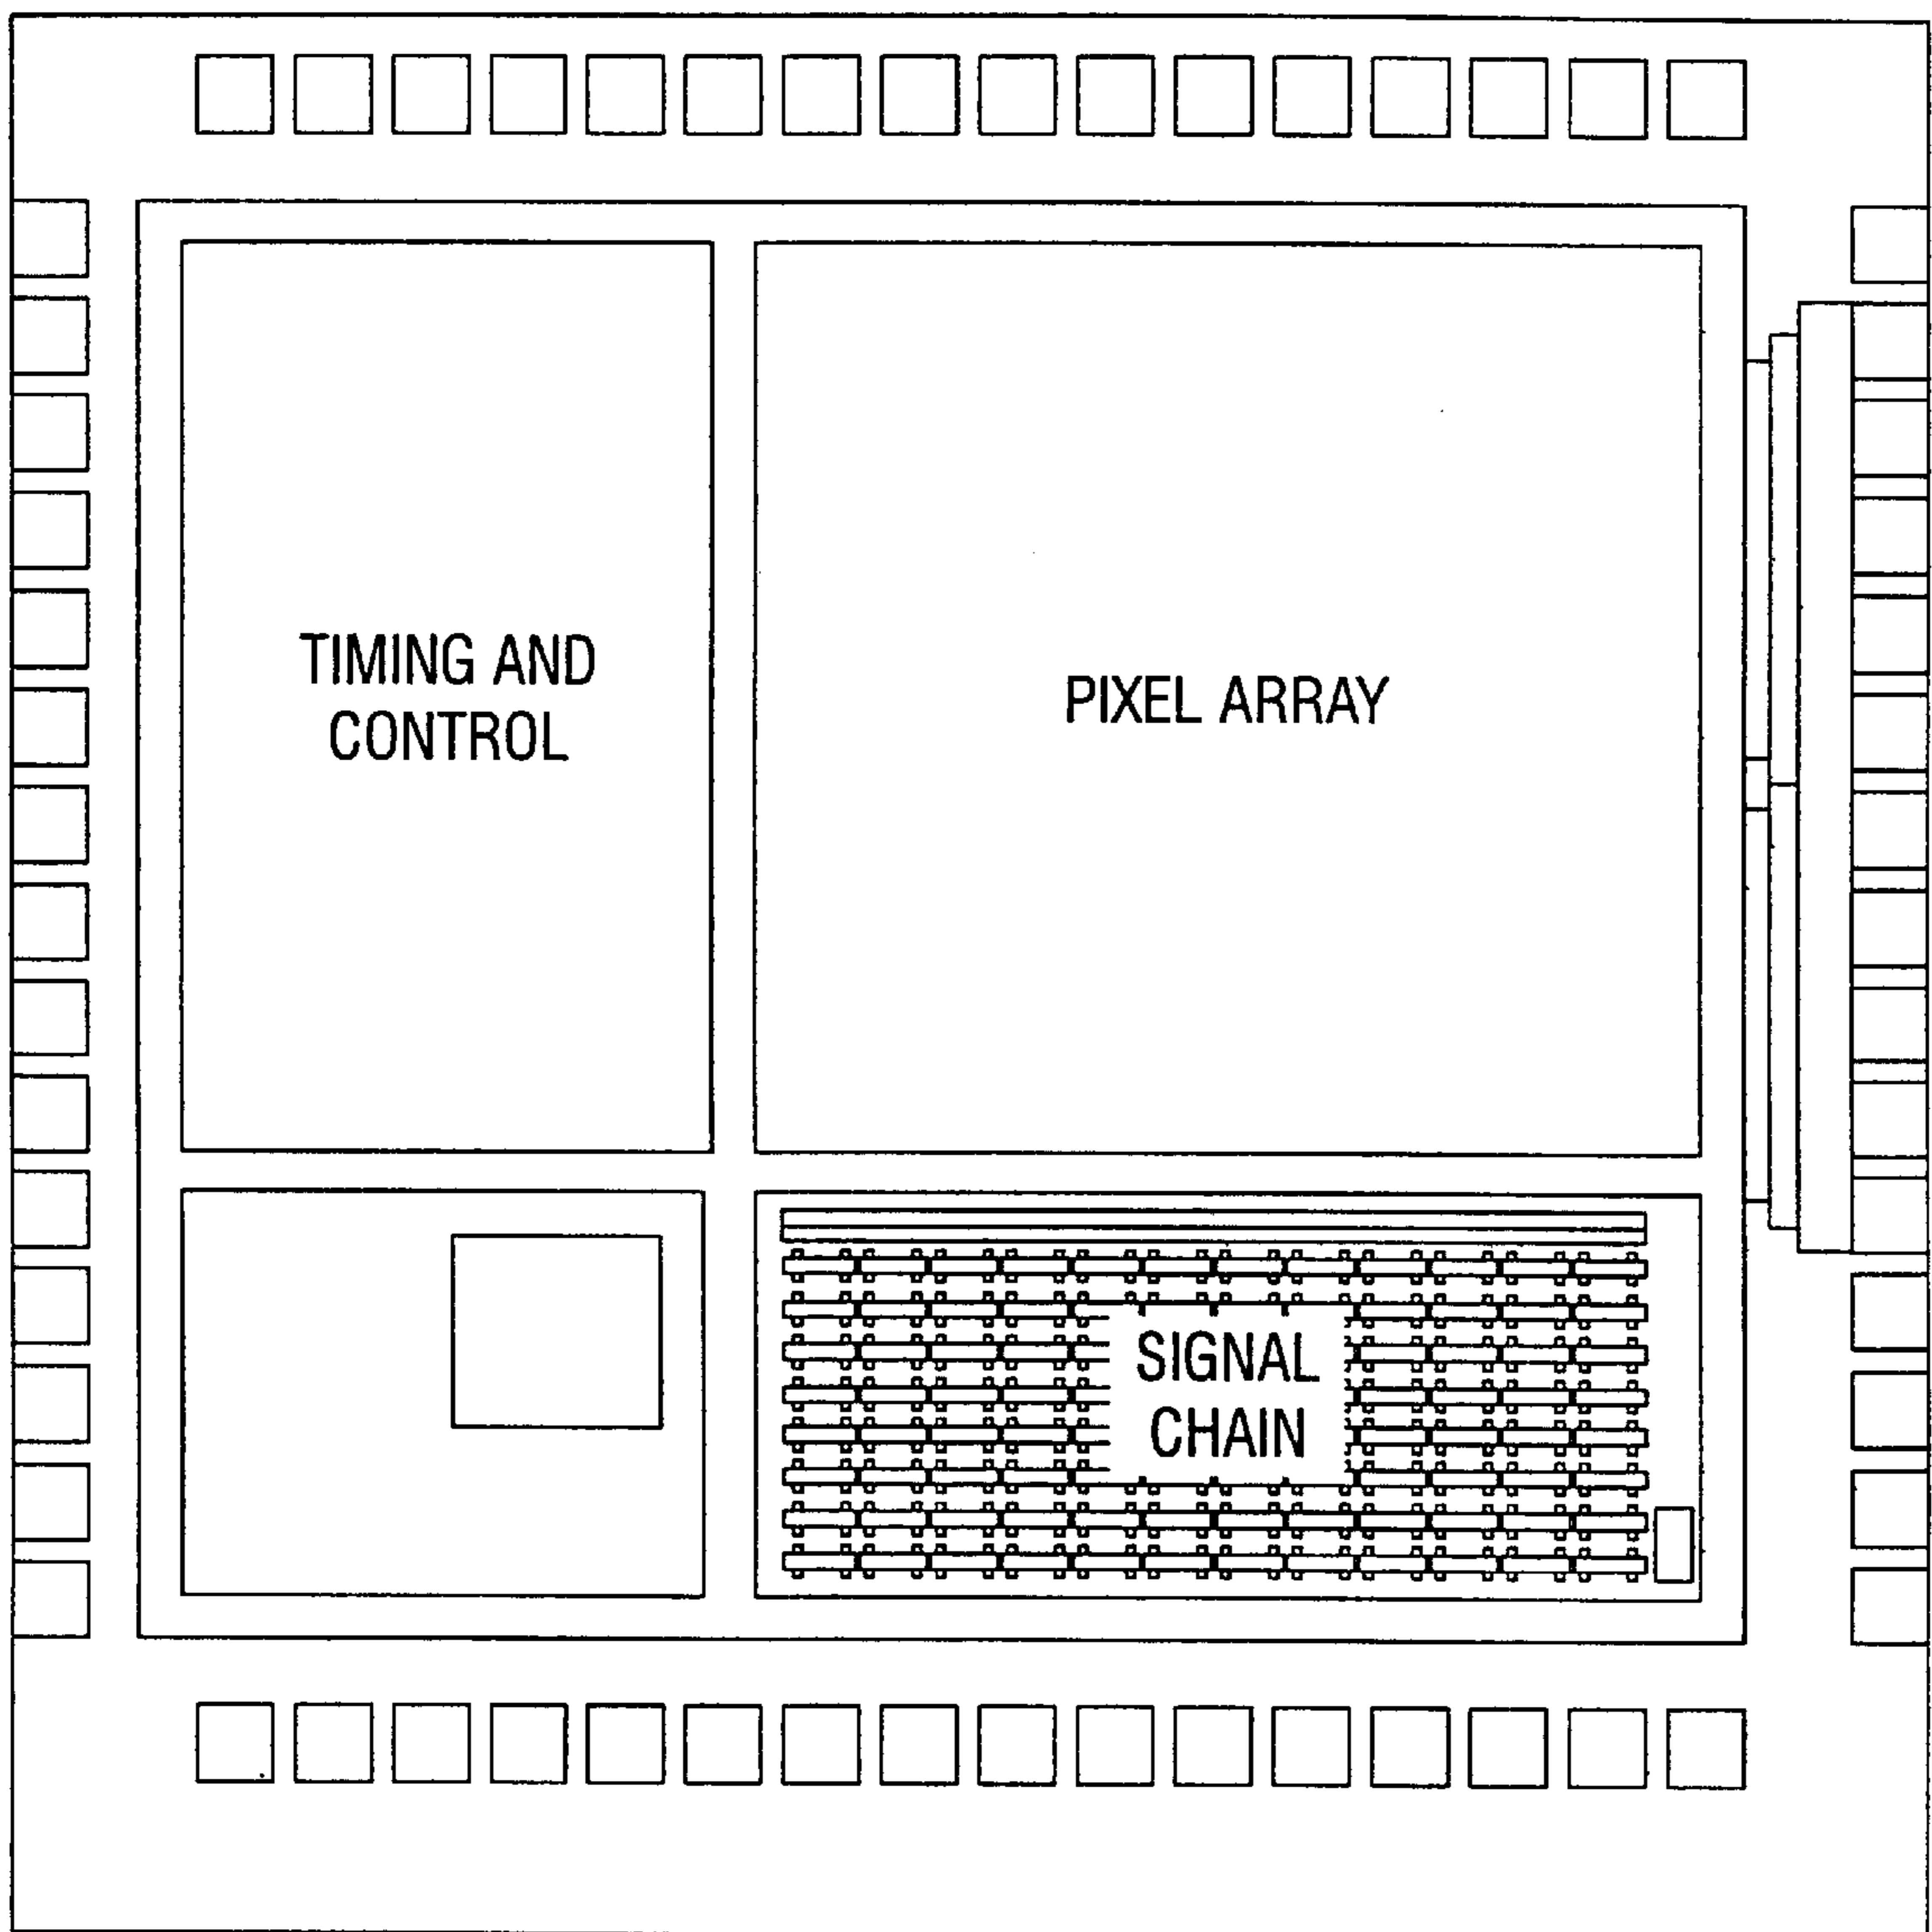 TIMING AND
CONTROL
PIXEL ARRAY
SIGNAL
CHAIN